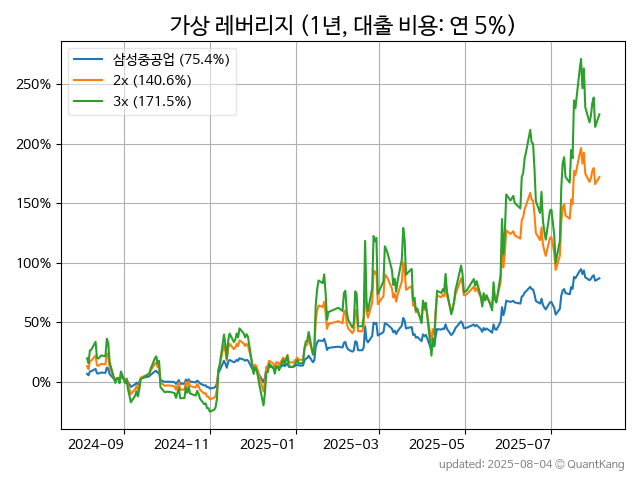 가상 레버리지 (1년, 대출 비용: 연 5%)
삼성중공업 (75.4%)
2x (140.6%)
3x (171.5%)
250%
200%
150%
100%
50%
0%
2024-09 2024-11 2025-01 2025-03 2025-05 2025-07
updated: 2025-08-04 © QuantKang